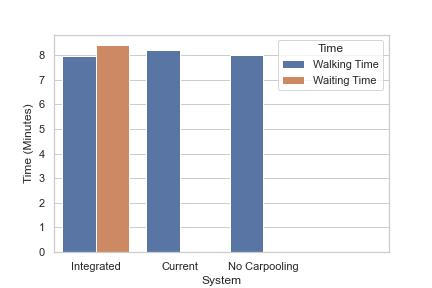 8
7
6
5
4
3
2
1
0
Time (Minutes)
Time
Walking Time
Waiting Time
Integrated
Current
No Carpooling
System